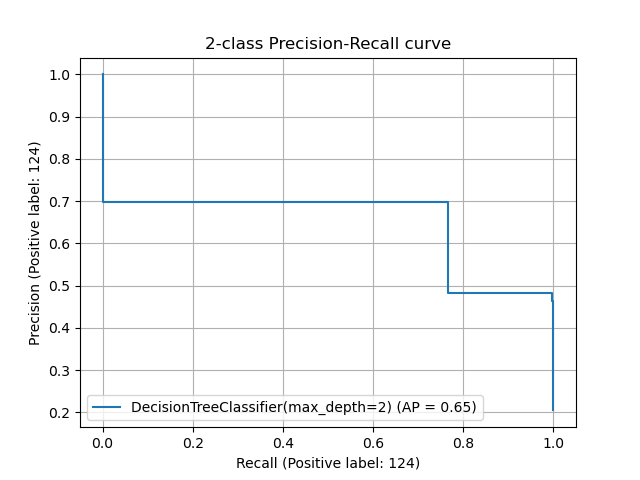 2-class Precision-Recall curve
Precision (Positive label: 124)
1.0
0.9
0.8
0.7
0.6
0.5
0.4
0.3
0.2
DecisionTreeClassifier(max_depth=2) (AP = 0.65)
0.0 0.2 0.4 0.6 0.8 1.0
Recall (Positive label: 124)